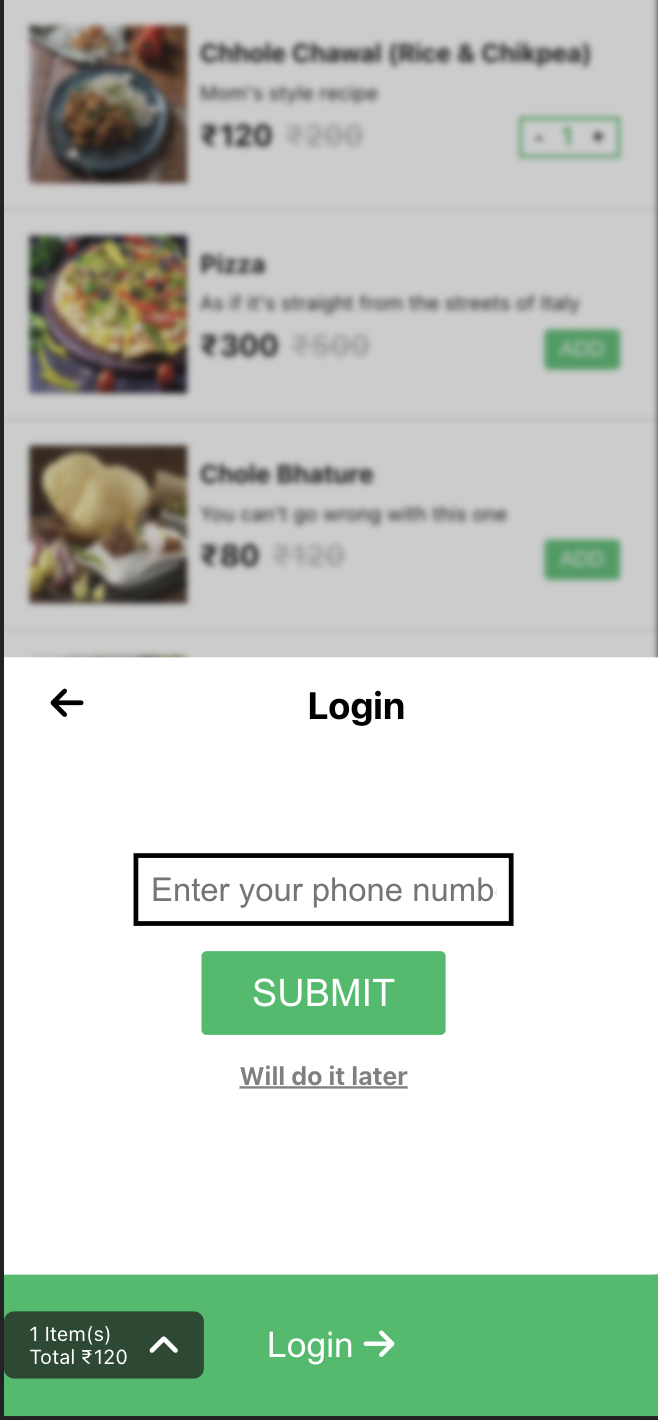 Chhole Chawal (Rice & Chikpea)
Mom's style recipe
₹120 ₹200
- 1 +
Pizza
As if it's straight from the streets of Italy
₹300 ₹500
ADD
Chole Bhature
You can't go wrong with this one
₹80 ₹120
ADD
Login
Enter your phone numb
SUBMIT
Will do it later
1 Item(s)
Total ₹120
Login